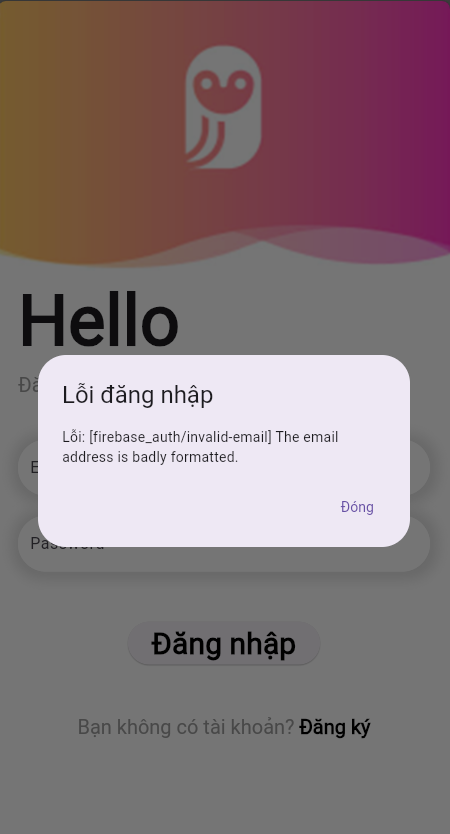 Hello
Lỗi đăng nhập
Lỗi: [firebase_auth/invalid-email] The email
address is badly formatted.
Đóng
Password
Đăng nhập
Bạn không có tài khoản? Đăng ký